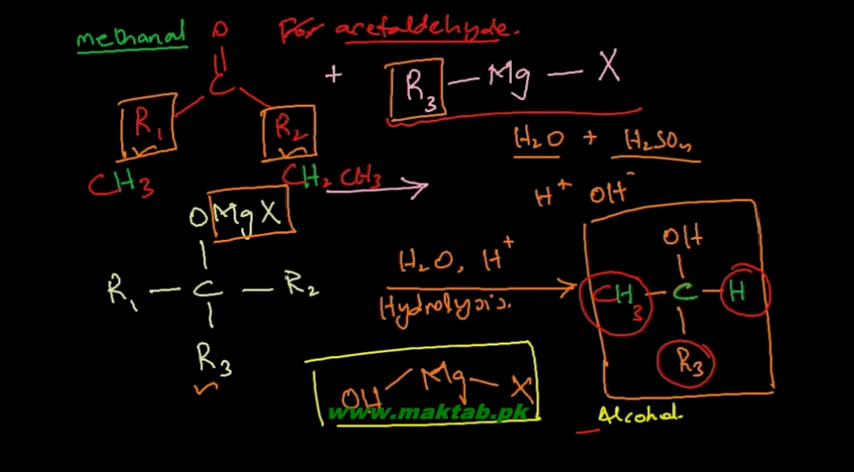 methanal O For acetaldehyde.
C + R3 — Mg — X
R1 R2
H2O + H2SO4
CH3 CH2 CH3
H+ OH-
OMgX
OH
R1 — C — R2 H2O, H+ CH3 — C — H
Hydrolysis.
R3 R3
OH Mg — X
www.maktab.pk
Alcohol.